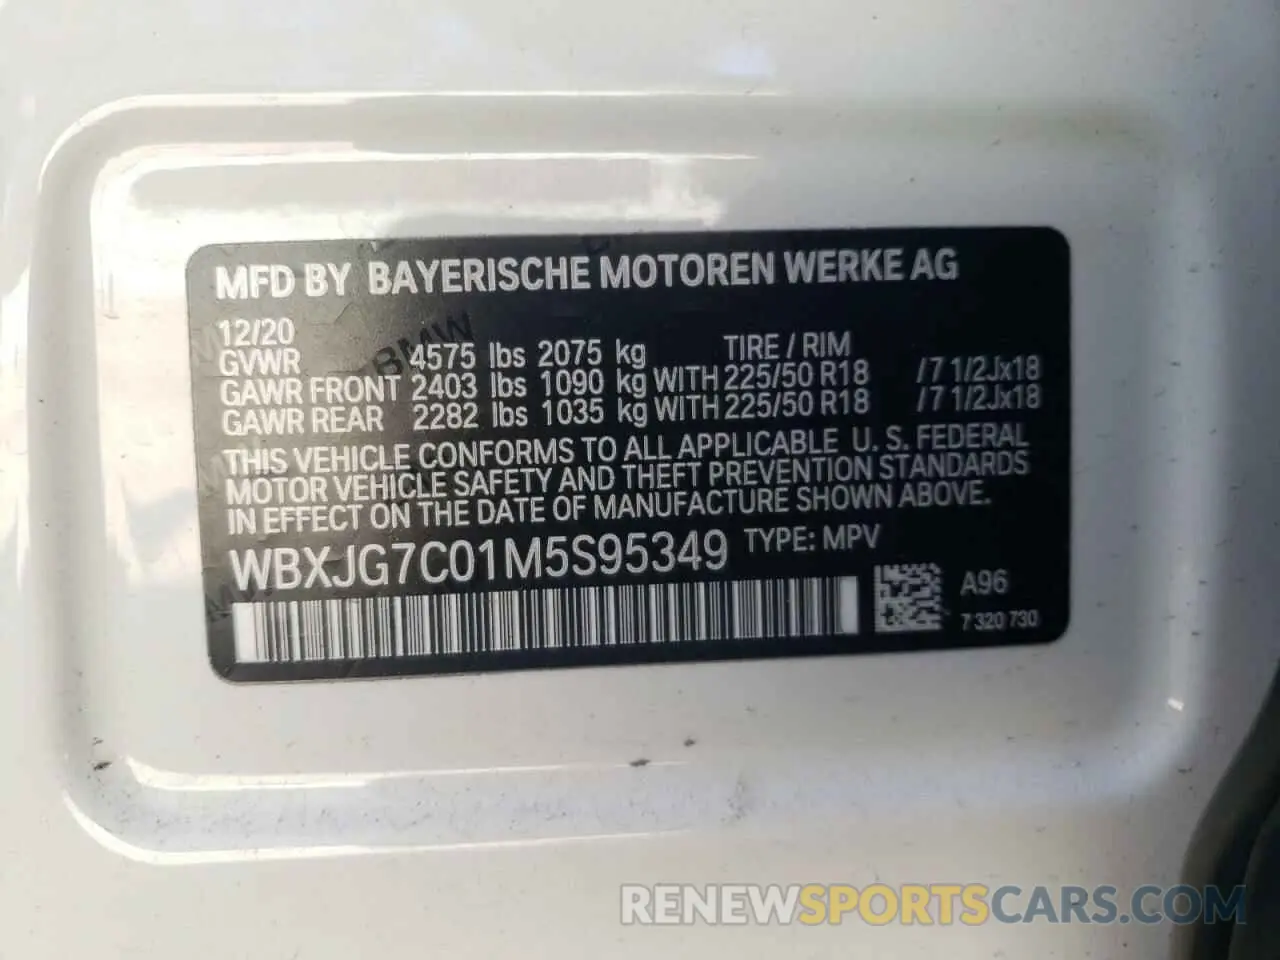 MFD BY BAYERISCHE MOTOREN WERKE AG
12/20
GVWR 4575 lbs 2075 kg TIRE / RIM
GAWR FRONT 2403 lbs 1090 kg WITH 225/50 R18 /7 1/2Jx18
GAWR REAR 2282 lbs 1035 kg WITH 225/50 R18 /7 1/2Jx18
THIS VEHICLE CONFORMS TO ALL APPLICABLE U. S. FEDERAL
MOTOR VEHICLE SAFETY AND THEFT PREVENTION STANDARDS
IN EFFECT ON THE DATE OF MANUFACTURE SHOWN ABOVE.
WBXJG7C01M5S95349 TYPE: MPV
A96
7 320 730
BMW
RENEWSPORTSCARS.COM